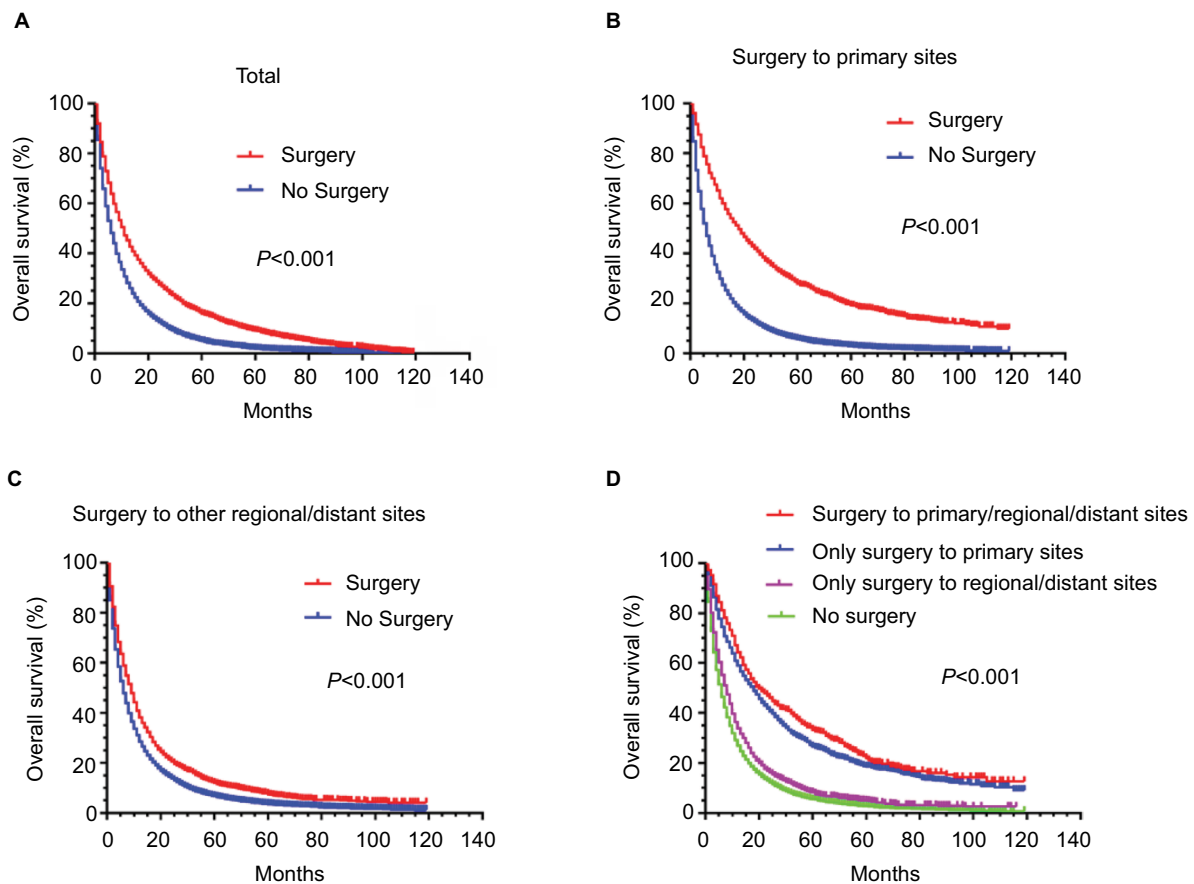 A
Total
100
80
60
40
20
0
Overall survival (%)
Surgery
No Surgery
P<0.001
0 20 40 60 80 100 120 140
Months
B
Surgery to primary sites
100
80
60
40
20
0
Overall survival (%)
Surgery
No Surgery
P<0.001
0 20 40 60 80 100 120 140
Months
C
Surgery to other regional/distant sites
100
80
60
40
20
0
Overall survival (%)
Surgery
No Surgery
P<0.001
0 20 40 60 80 100 120 140
Months
D
Surgery to primary/regional/distant sites
Only surgery to primary sites
Only surgery to regional/distant sites
No surgery
100
80
60
40
20
0
Overall survival (%)
P<0.001
0 20 40 60 80 100 120 140
Months